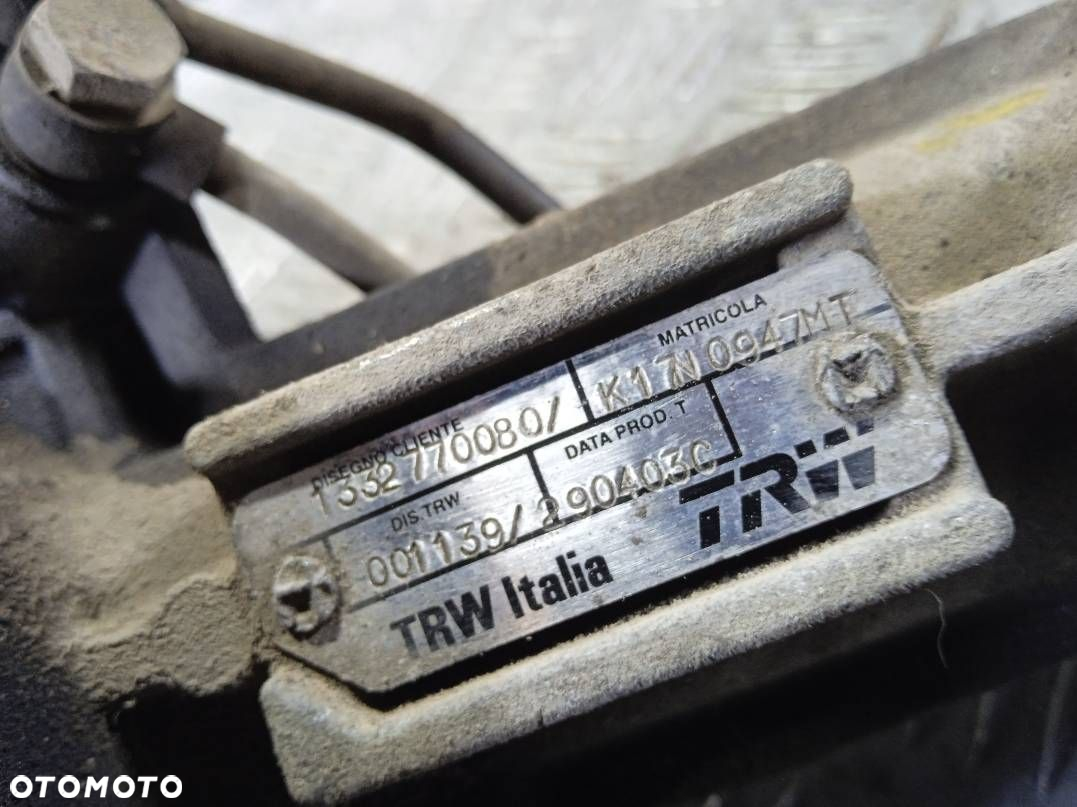 DISEGNO CLIENTE
1332770080/
MATRICOLA
K17N0947MT
DIS. TRW
001139/
DATA PROD. T
290403C
TRW Italia
TRW
OTOMOTO